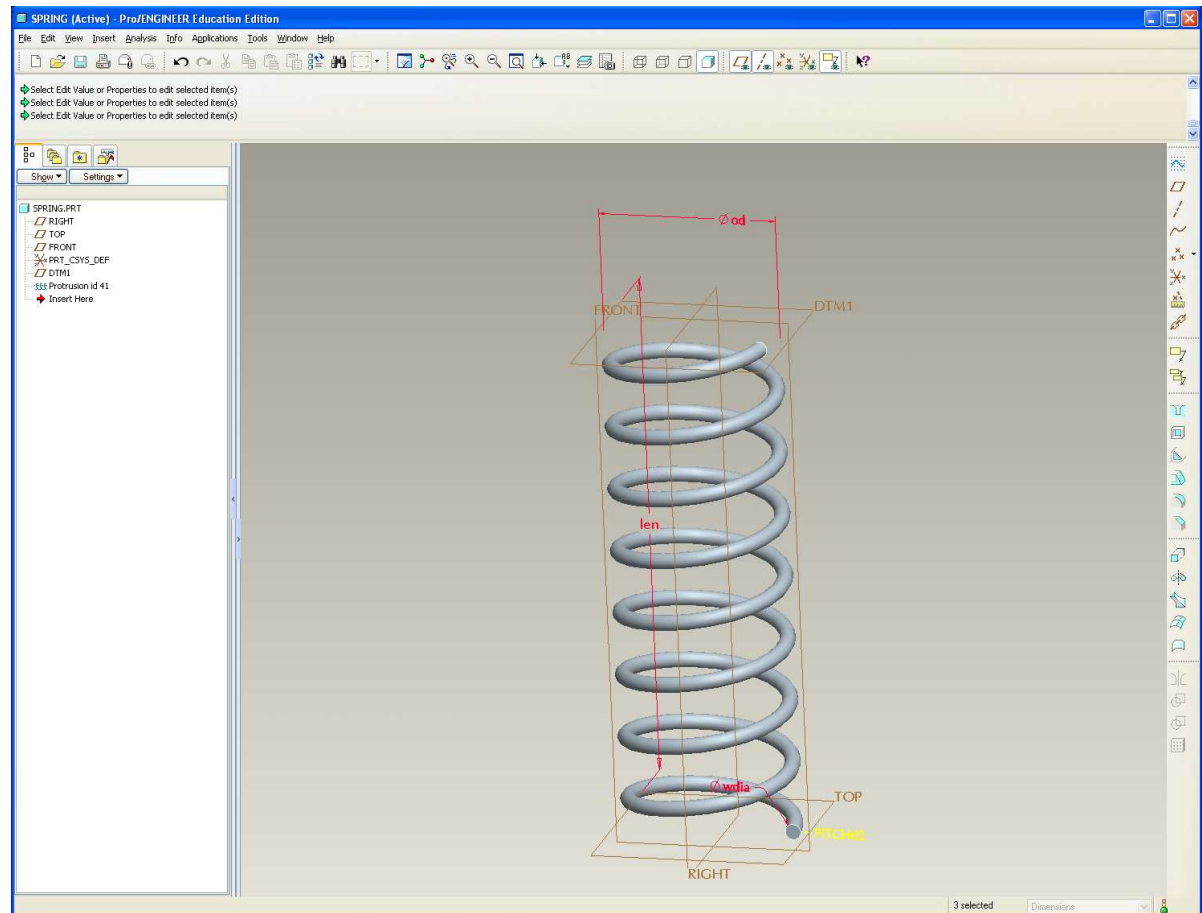 SPRING (Active) - Pro/ENGINEER Education Edition
File Edit View Insert Analysis Info Applications Tools Window Help
Select Edit Value or Properties to edit selected item(s)
Select Edit Value or Properties to edit selected item(s)
Select Edit Value or Properties to edit selected item(s)
Show Settings
SPRING.PRT
RIGHT
TOP
FRONT
PRT_CSYS_DEF
DTM1
Protrusion id 41
Insert Here
Ø od
FRONT
DTM1
len
Ø wdia
TOP
RIGHT
3 selected
Dimensions